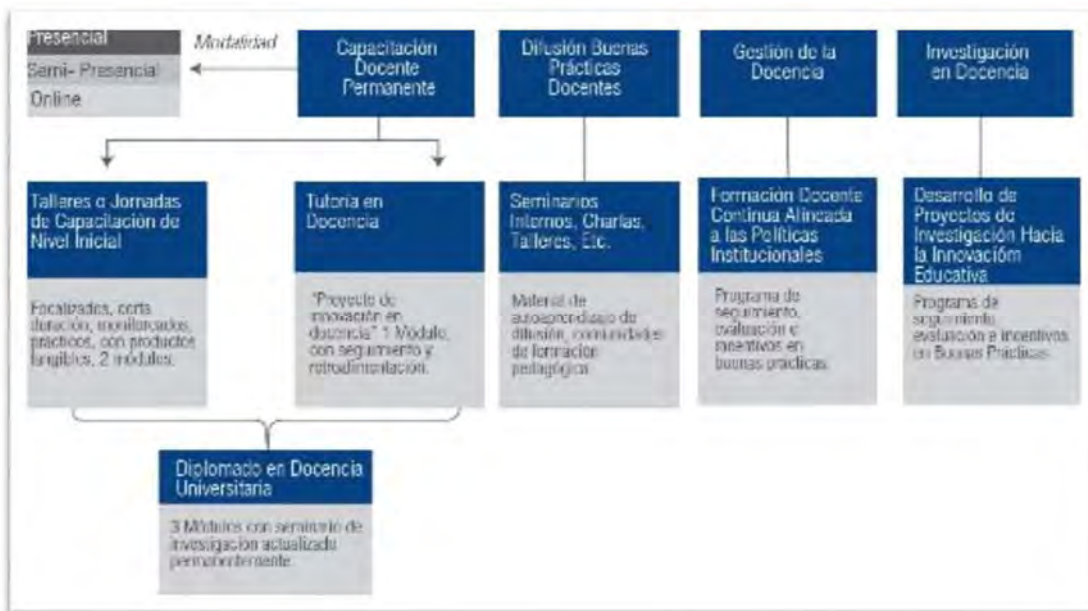 Presencial
Semi- Presencial
Online
Modalidad
Capacitación
Docente
Permanente
Difusión Buenas
Prácticas
Docentes
Gestión de la
Docencia
Investigación
en Docencia
Talleres o Jornadas
de Capacitación de
Nivel Inicial
Focalizados, corta
duración, monitoreados,
prácticos, con productos
tangibles, 2 módulos.
Tutoría en
Docencia
"Proyecto de
innovación en
docencia" 1 Módulo,
con seguimiento y
retroalimentación.
Seminarios
Internos, Charlas,
Talleres, Etc.
Material de
autoaprendizaje de
difusión, comunidades
de formación
pedagógica
Formación Docente
Continua Alineada
a las Políticas
Institucionales
Programa de
seguimiento,
evaluación e
incentivos en
buenas prácticas.
Desarrollo de
Proyectos de
Investigación Hacia
la Innovacióm
Educativa
Programa de
seguimiento
evaluación e incentivos
en Buenas Prácticas.
Diplomado en Docencia
Universitaria
3 Módulos con seminario de
investigación actualizado
permanentemente.